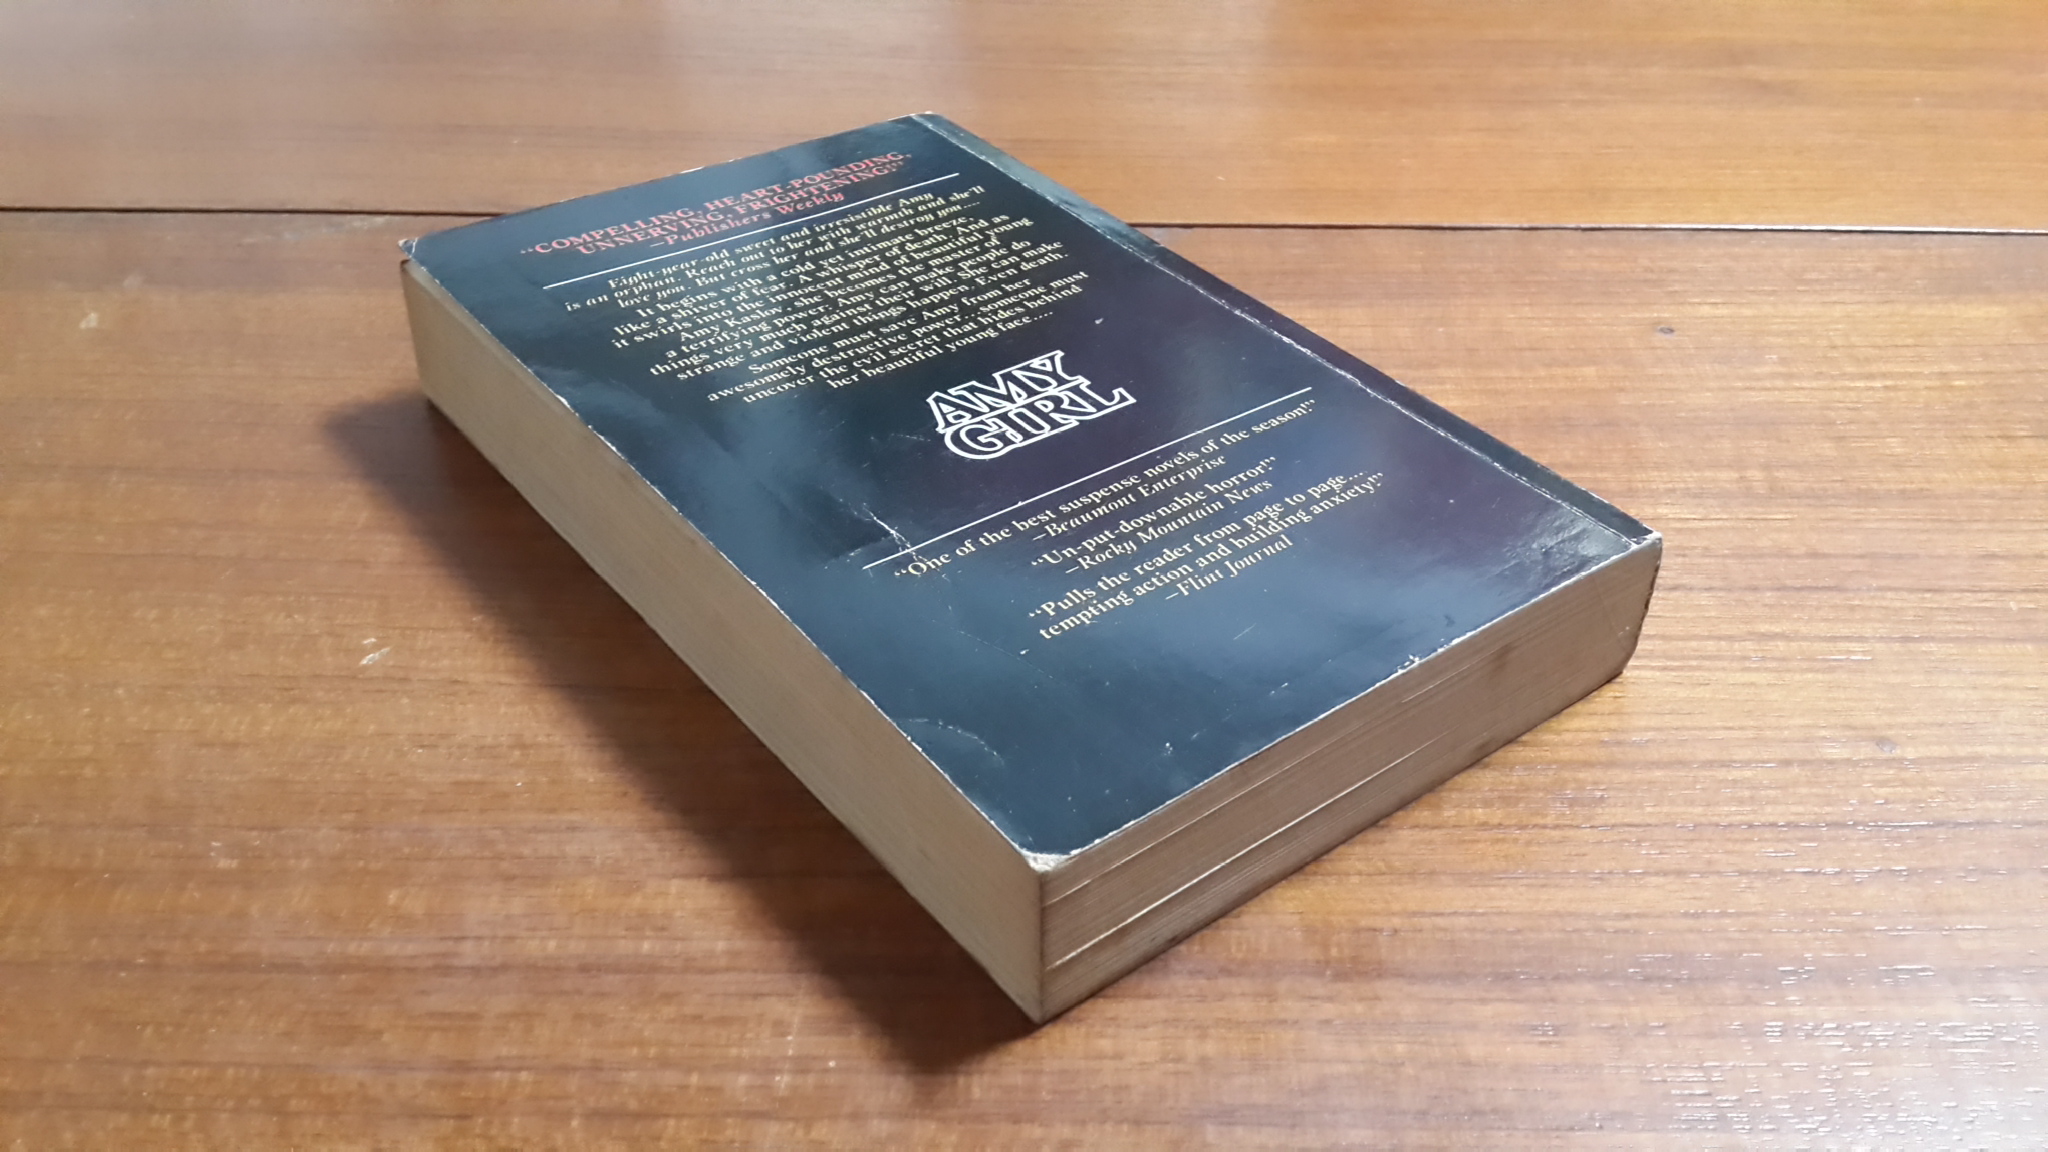 “COMPELLING, HEART-POUNDING,
UNNERVING, FRIGHTENING!”
—Publishers Weekly
Eight-year-old sweet and irresistible Amy
is an orphan. Reach out to her with warmth and she'll
love you. But cross her and she'll destroy you....
It begins with a cold yet intimate breeze,
like a shiver of fear. A whisper of death. And as
it swirls into the innocent mind of beautiful young
Amy Kaslov, she becomes the master of
a terrifying power. Amy can make people do
things very much against their will. She can make
strange and violent things happen. Even death.
Someone must save Amy from her
awesomely destructive power...someone must
uncover the evil secret that hides behind
her beautiful young face....
AMY
GIRL
“One of the best suspense novels of the season!”
—Beaumont Enterprise
“Un-put-downable horror!”
—Rocky Mountain News
“Pulls the reader from page to page...
tempting action and building anxiety!”
—Flint Journal